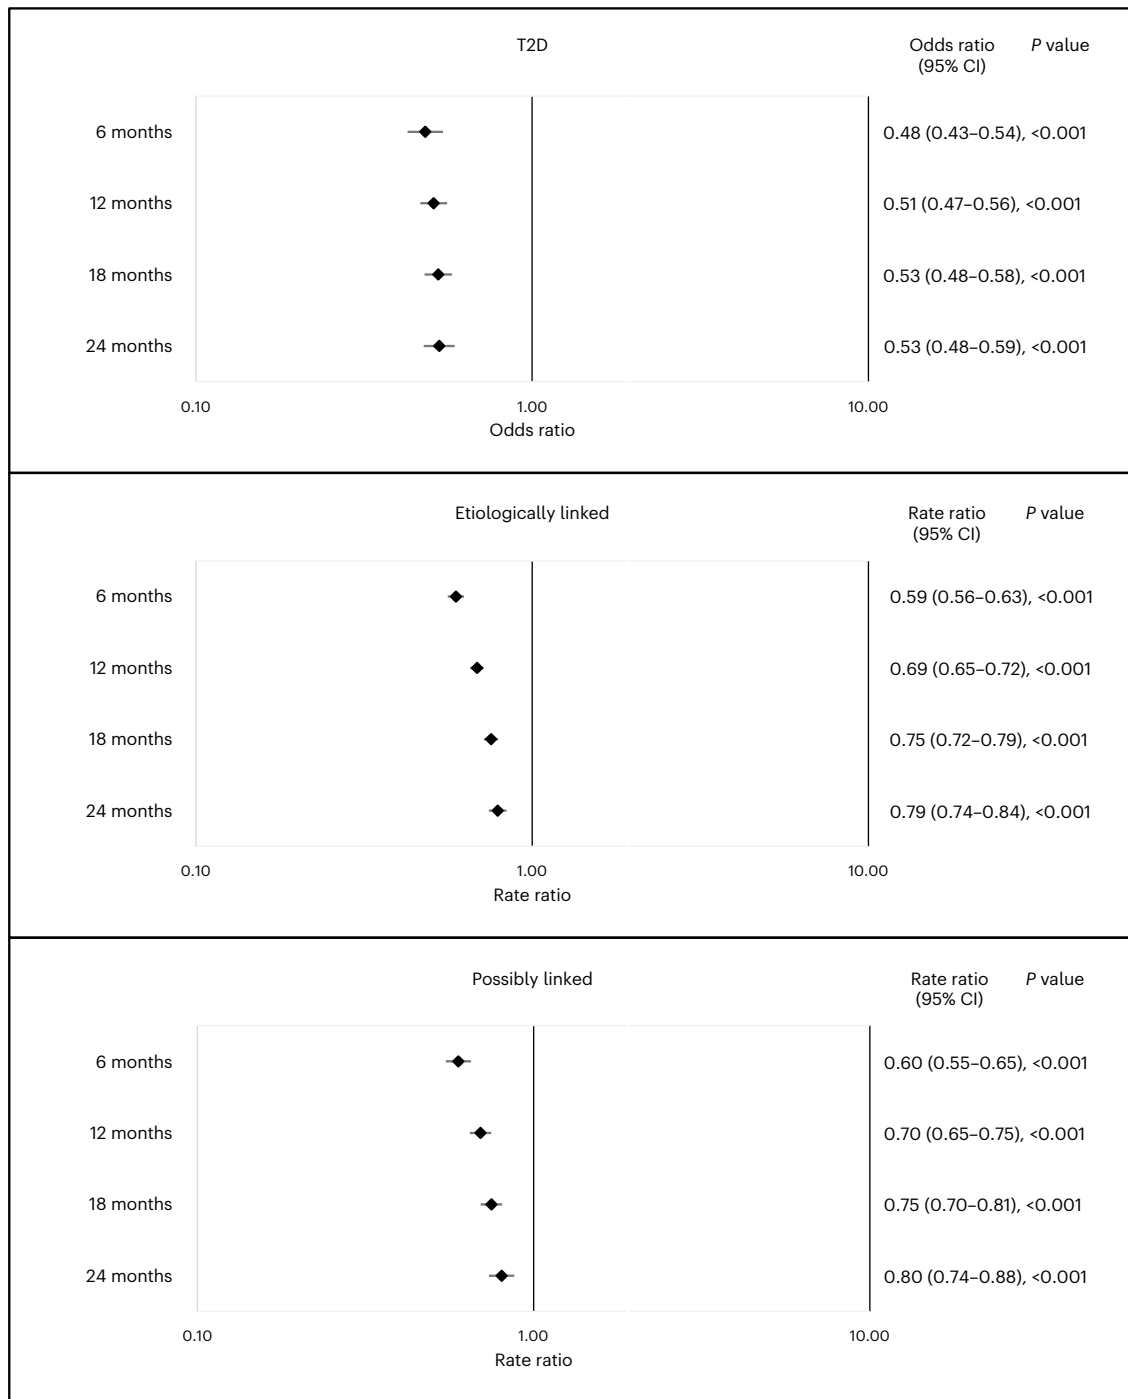 T2D
Odds ratio P value
(95% CI)
6 months 0.48 (0.43–0.54), <0.001
12 months 0.51 (0.47–0.56), <0.001
18 months 0.53 (0.48–0.58), <0.001
24 months 0.53 (0.48–0.59), <0.001
0.10 1.00 10.00
Odds ratio
Etiologically linked
Rate ratio P value
(95% CI)
6 months 0.59 (0.56–0.63), <0.001
12 months 0.69 (0.65–0.72), <0.001
18 months 0.75 (0.72–0.79), <0.001
24 months 0.79 (0.74–0.84), <0.001
0.10 1.00 10.00
Rate ratio
Possibly linked
Rate ratio P value
(95% CI)
6 months 0.60 (0.55–0.65), <0.001
12 months 0.70 (0.65–0.75), <0.001
18 months 0.75 (0.70–0.81), <0.001
24 months 0.80 (0.74–0.88), <0.001
0.10 1.00 10.00
Rate ratio